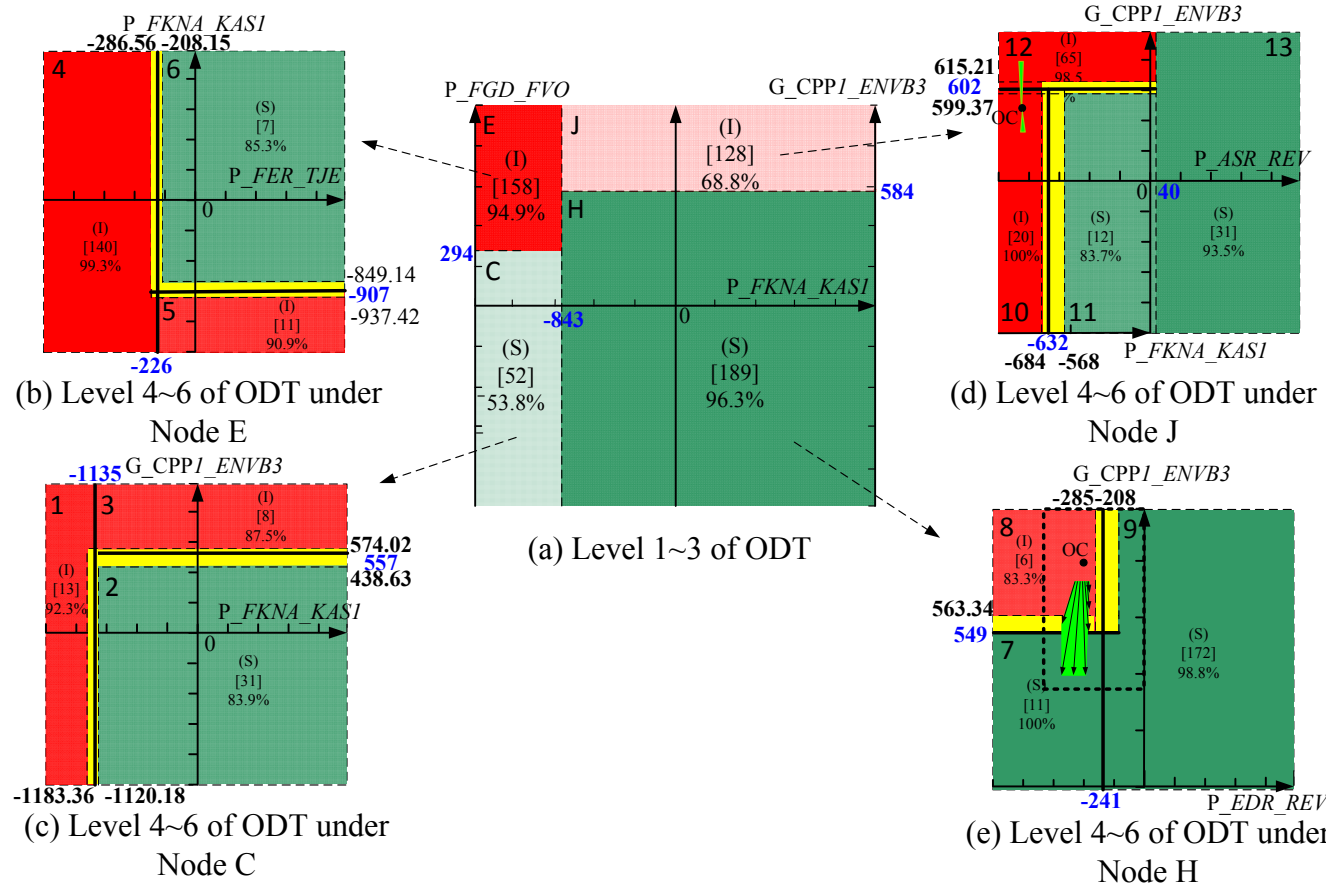 P_FKNA_KAS1
-286.56 -208.15
4
6
(S)
[7]
85.3%
P_FER_TJE
0
(I)
[140]
99.3%
-849.14
-907
-937.42
5
(I)
[11]
90.9%
-226
(b) Level 4~6 of ODT under
Node E
G_CPP1_ENVB3
-1135
1
3
(I)
[8]
87.5%
574.02
557
438.63
(I)
[13]
92.3%
2
P_FKNA_KAS1
0
(S)
[31]
83.9%
-1183.36 -1120.18
(c) Level 4~6 of ODT under
Node C
P_FGD_FVO
G_CPP1_ENVB3
E
J
(I)
[128]
68.8%
(I)
[158]
94.9%
584
H
294
C
P_FKNA_KAS1
-843
0
(S)
[52]
53.8%
(S)
[189]
96.3%
(a) Level 1~3 of ODT
G_CPP1_ENVB3
12
(I)
[65]
98.5
%
13
615.21
602
599.37
OC
P_ASR_REV
0
40
(I)
[20]
100%
(S)
[12]
83.7%
(S)
[31]
93.5%
10
11
-632
P_FKNA_KAS1
-684 -568
(d) Level 4~6 of ODT under
Node J
G_CPP1_ENVB3
-285 -208
8
9
(I)
[6]
83.3%
OC
563.34
549
7
(S)
[172]
98.8%
(S)
[11]
100%
-241
P_EDR_REV
(e) Level 4~6 of ODT under
Node H